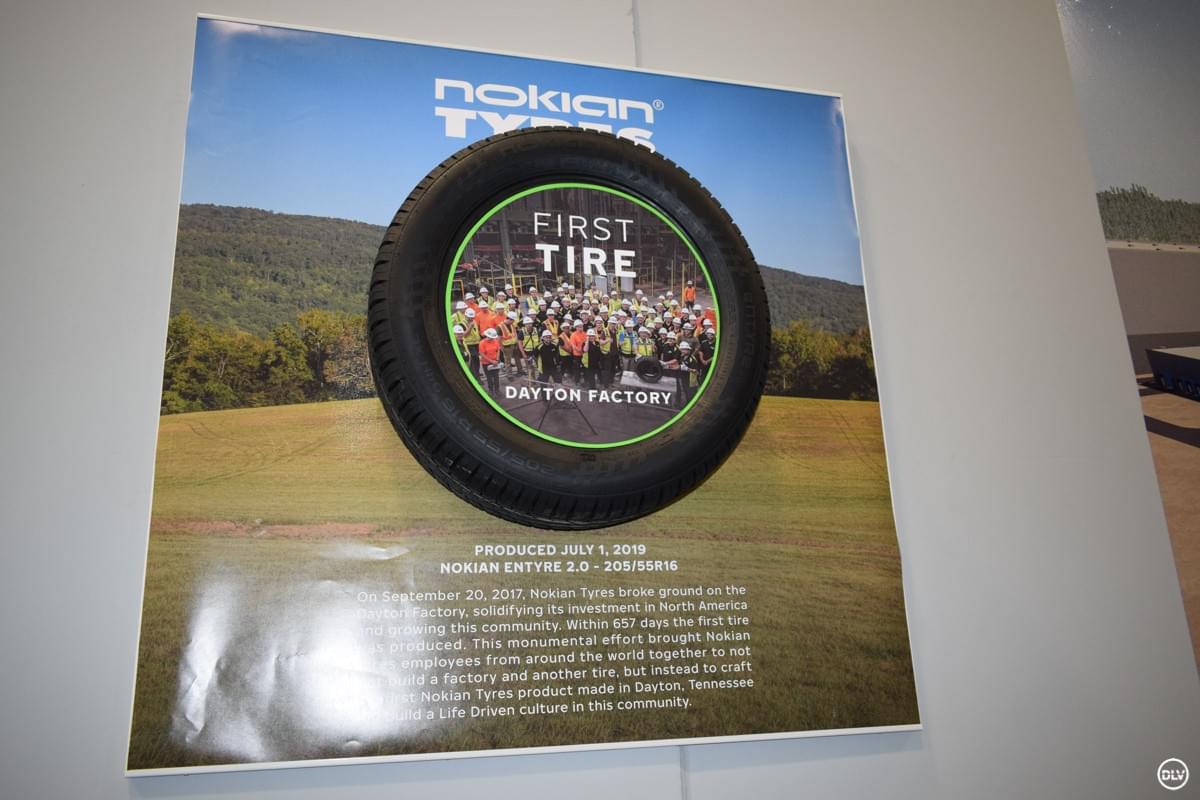 nokian®
TYRES
FIRST
TIRE
DAYTON FACTORY
205/55 R16
PRODUCED JULY 1, 2019
NOKIAN ENTYRE 2.0 - 205/55R16
On September 20, 2017, Nokian Tyres broke ground on the
Dayton Factory, solidifying its investment in North America
and growing this community. Within 657 days the first tire
was produced. This monumental effort brought Nokian
employees from around the world together to not
build a factory and another tire, but instead to craft
first Nokian Tyres product made in Dayton, Tennessee
build a Life Driven culture in this community.
DLV